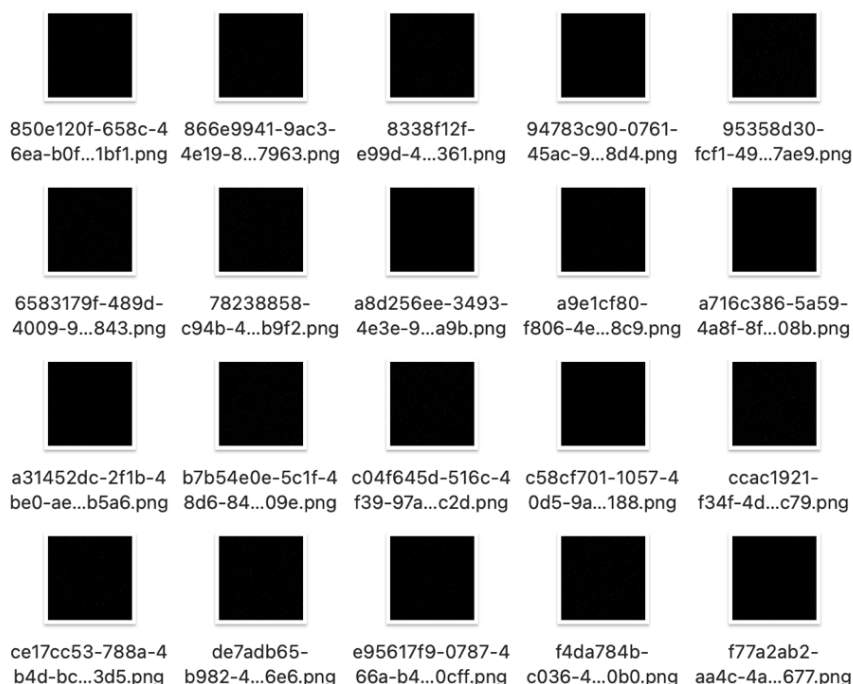 850e120f-658c-4
6ea-b0f...1bf1.png
866e9941-9ac3-
4e19-8...7963.png
8338f12f-
e99d-4...361.png
94783c90-0761-
45ac-9...8d4.png
95358d30-
fcf1-49...7ae9.png
6583179f-489d-
4009-9...843.png
78238858-
c94b-4...b9f2.png
a8d256ee-3493-
4e3e-9...a9b.png
a9e1cf80-
f806-4e...8c9.png
a716c386-5a59-
4a8f-8f...08b.png
a31452dc-2f1b-4
be0-ae...b5a6.png
b7b54e0e-5c1f-4
8d6-84...09e.png
c04f645d-516c-4
f39-97a...c2d.png
c58cf701-1057-4
0d5-9a...188.png
ccac1921-
f34f-4d...c79.png
ce17cc53-788a-4
b4d-bc...3d5.png
de7adb65-
b982-4...6e6.png
e95617f9-0787-4
66a-b4...0cff.png
f4da784b-
c036-4...0b0.png
f77a2ab2-
aa4c-4a...677.png